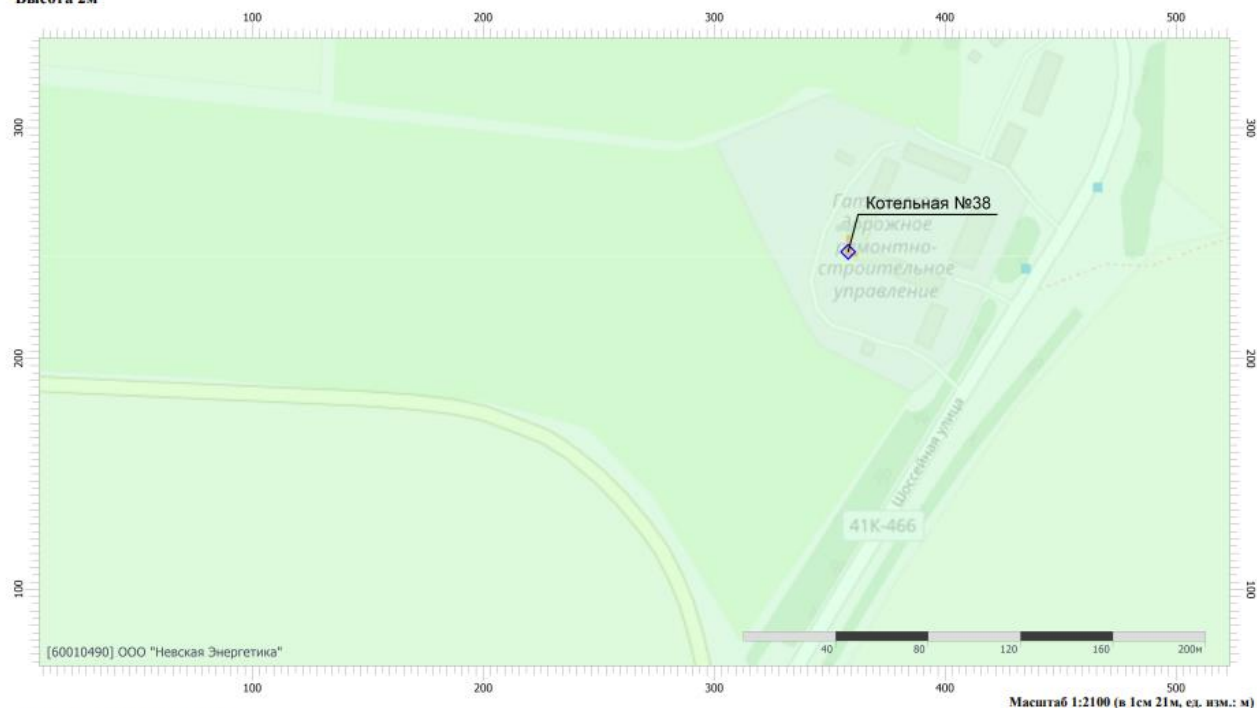 Высота 2м
100 200 300 400 500
300 300
Котельная №38
дорожное
строительное
управление
200 200
Шоссейная улица
41К-466
100 100
[60010490] ООО "Невская Энергетика"
40 80 120 160 200м
100 200 300 400 500
Масштаб 1:2100 (в 1см 21м, ед. изм.: м)